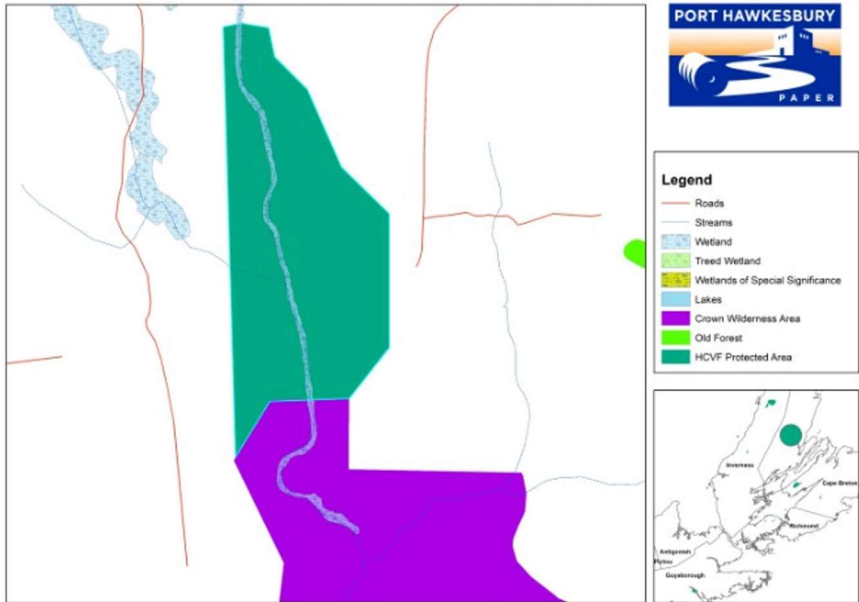 PORT HAWKESBURY
PAPER
Legend
Roads
Streams
Wetland
Treed Wetland
Wetlands of Special Significance
Lakes
Crown Wilderness Area
Old Forest
HCVF Protected Area
Inverness
Cape Breton
Richmond
Antigonish
Pictou
Guysborough